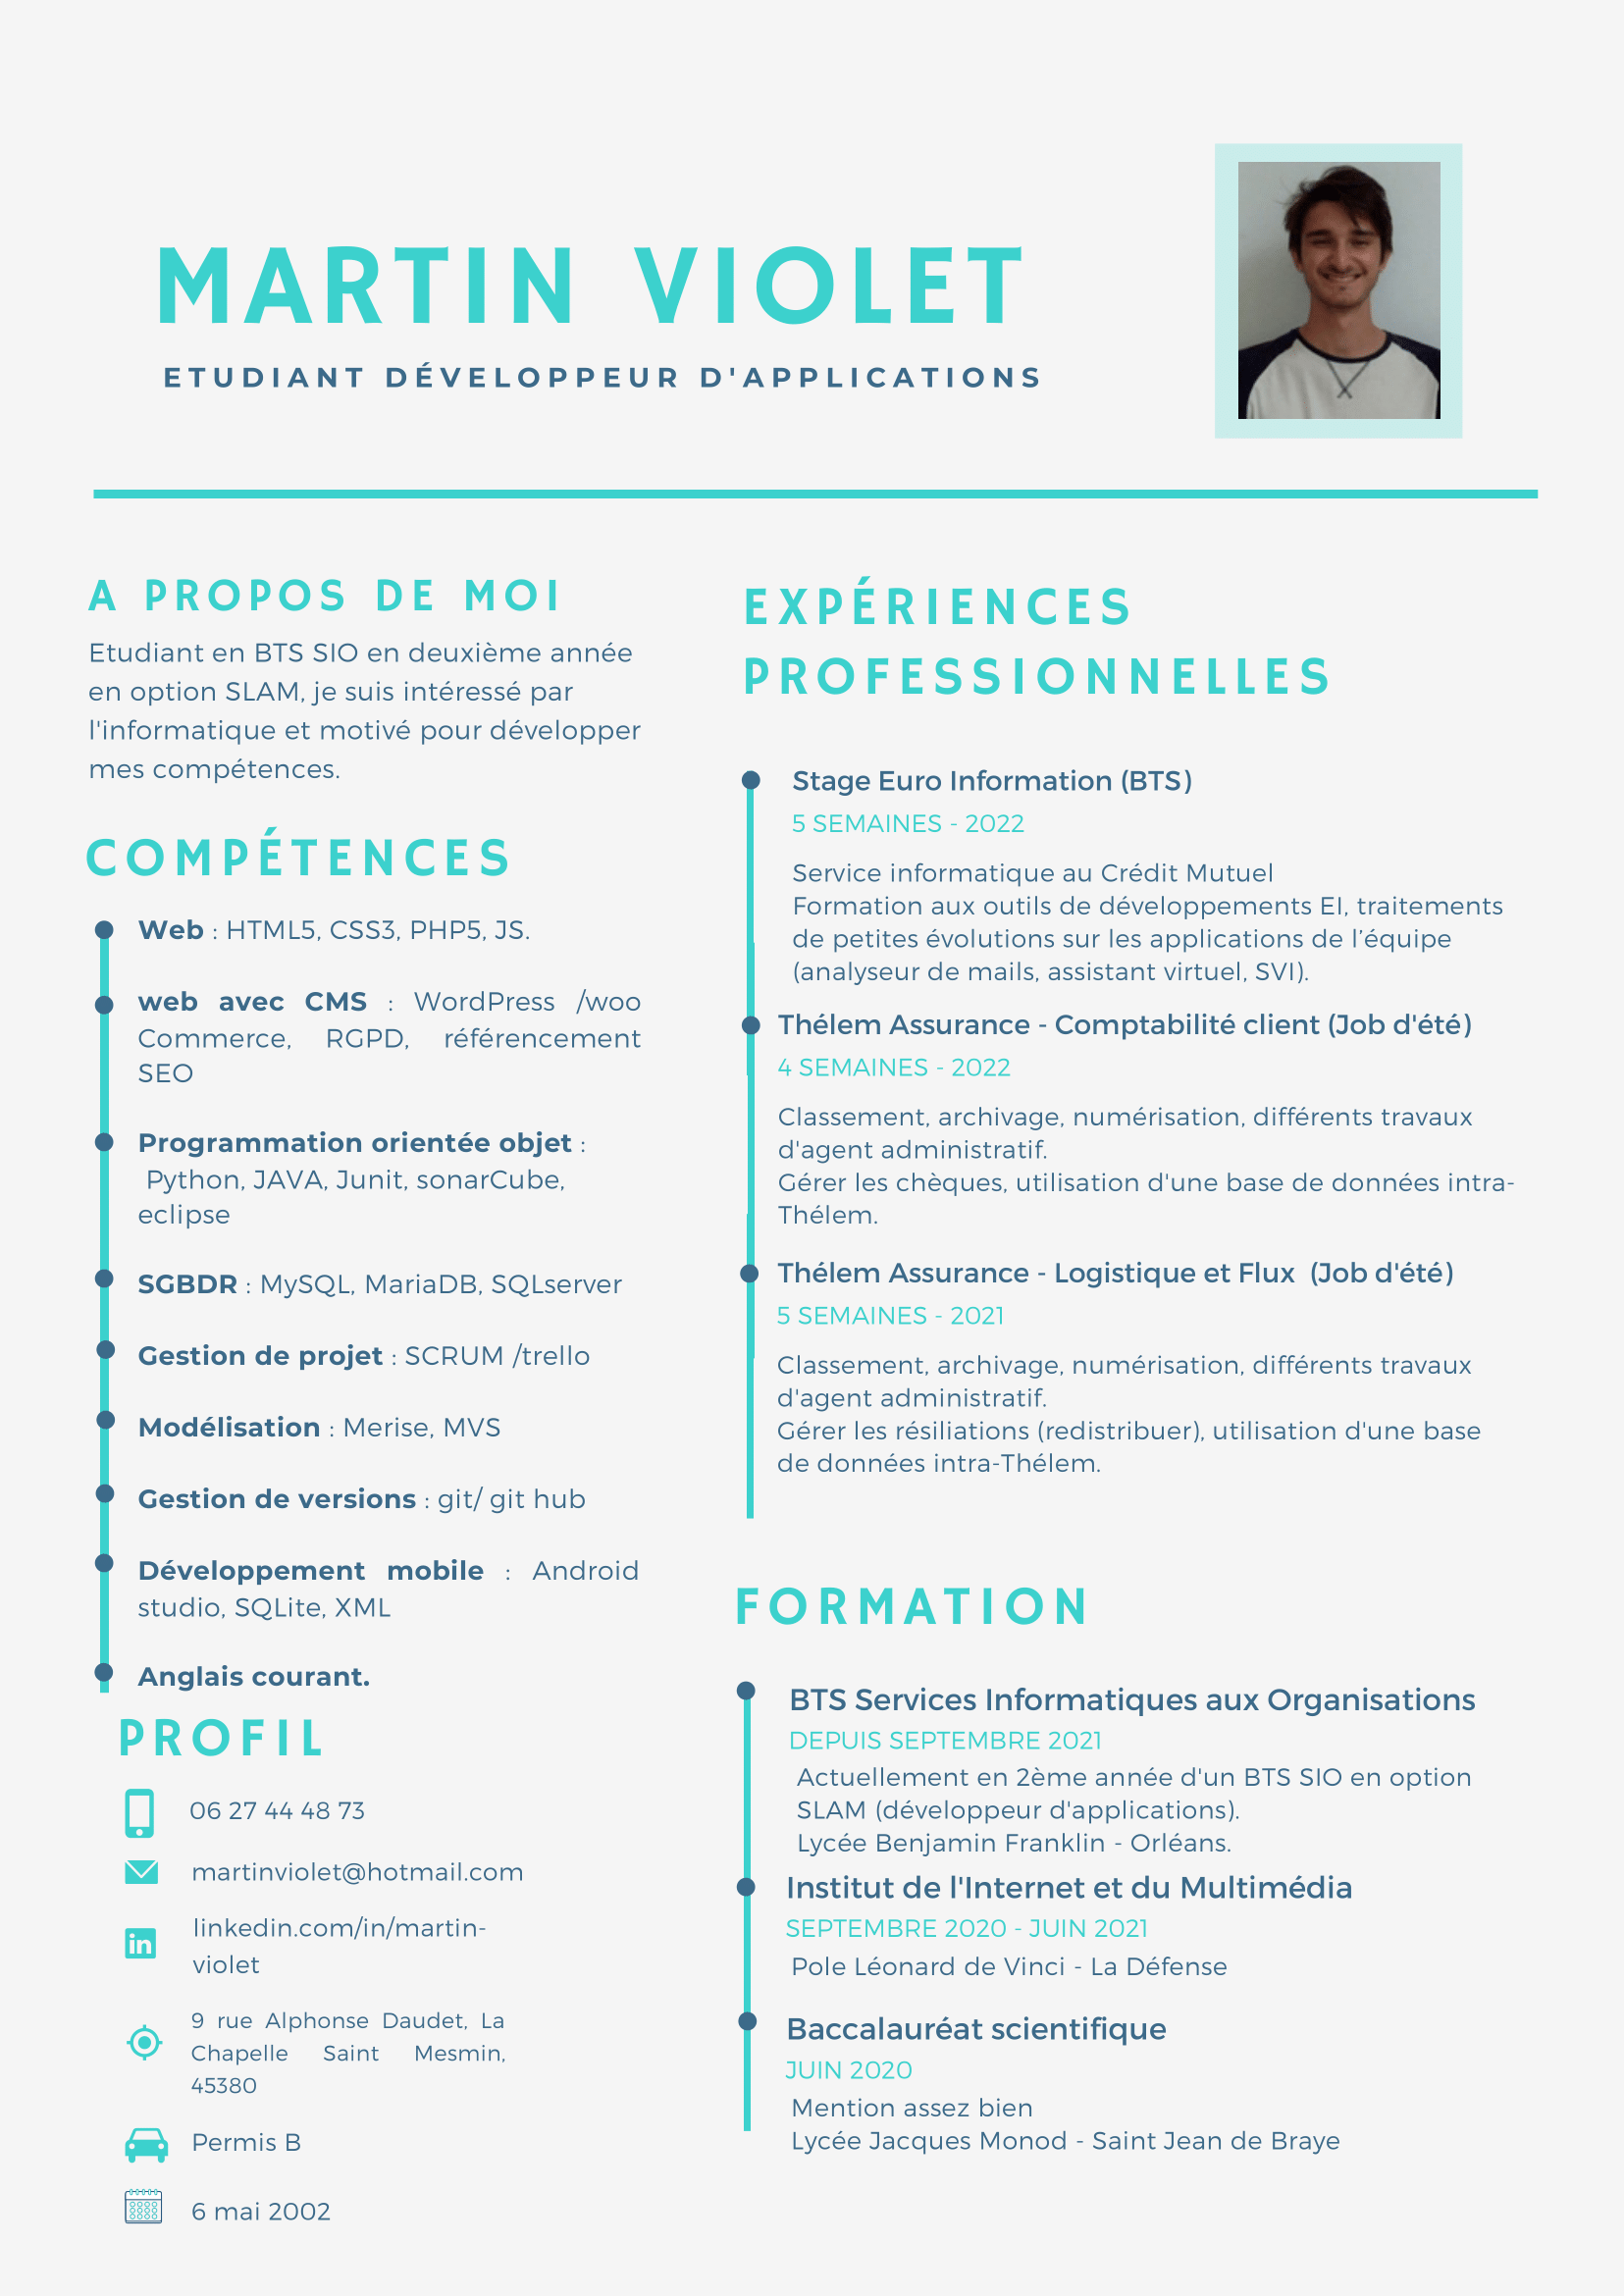 MARTIN VIOLET
ETUDIANT DÉVELOPPEUR D'APPLICATIONS
A PROPOS DE MOI
Etudiant en BTS SIO en deuxième année
en option SLAM, je suis intéressé par
l'informatique et motivé pour développer
mes compétences.
COMPÉTENCES
Web : HTML5, CSS3, PHP5, JS.
web avec CMS : WordPress /woo
Commerce, RGPD, référencement
SEO
Programmation orientée objet :
Python, JAVA, Junit, sonarCube,
eclipse
SGBDR : MySQL, MariaDB, SQLserver
Gestion de projet : SCRUM /trello
Modélisation : Merise, MVS
Gestion de versions : git/ git hub
Développement mobile : Android
studio, SQLite, XML
Anglais courant.
PROFIL
06 27 44 48 73
martinviolet@hotmail.com
linkedin.com/in/martin-
violet
9 rue Alphonse Daudet, La
Chapelle Saint Mesmin,
45380
Permis B
6 mai 2002
EXPÉRIENCES
PROFESSIONNELLES
Stage Euro Information (BTS)
5 SEMAINES - 2022
Service informatique au Crédit Mutuel
Formation aux outils de développements EI, traitements
de petites évolutions sur les applications de l’équipe
(analyseur de mails, assistant virtuel, SVI).
Thélem Assurance - Comptabilité client (Job d'été)
4 SEMAINES - 2022
Classement, archivage, numérisation, différents travaux
d'agent administratif.
Gérer les chèques, utilisation d'une base de données intra-
Thélem.
Thélem Assurance - Logistique et Flux (Job d'été)
5 SEMAINES - 2021
Classement, archivage, numérisation, différents travaux
d'agent administratif.
Gérer les résiliations (redistribuer), utilisation d'une base
de données intra-Thélem.
FORMATION
BTS Services Informatiques aux Organisations
DEPUIS SEPTEMBRE 2021
Actuellement en 2ème année d'un BTS SIO en option
SLAM (développeur d'applications).
Lycée Benjamin Franklin - Orléans.
Institut de l'Internet et du Multimédia
SEPTEMBRE 2020 - JUIN 2021
Pole Léonard de Vinci - La Défense
Baccalauréat scientifique
JUIN 2020
Mention assez bien
Lycée Jacques Monod - Saint Jean de Braye